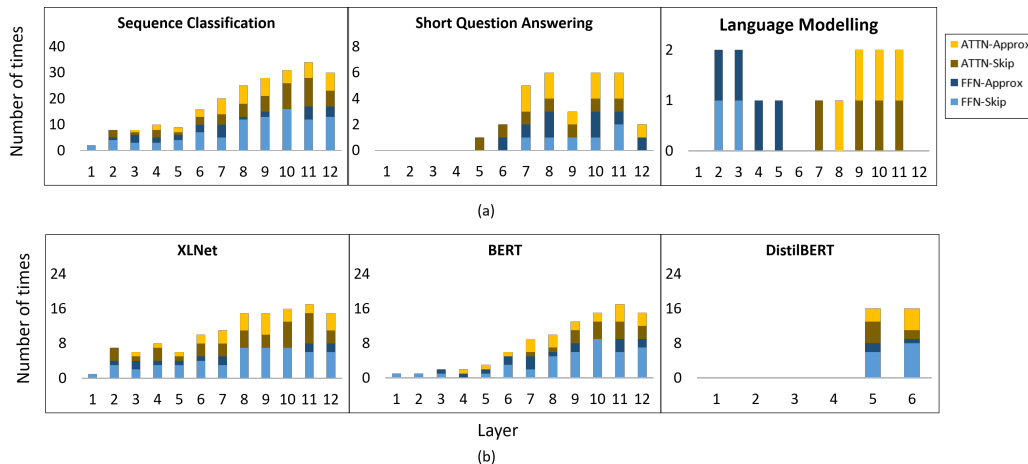 (a)
Sequence Classification
Short Question Answering
Language Modelling
Number of times
40
30
20
10
0
1 2 3 4 5 6 7 8 9 10 11 12
8
6
4
2
0
1 2 3 4 5 6 7 8 9 10 11 12
2
1
0
1 2 3 4 5 6 7 8 9 10 11 12
ATTN-Approx
ATTN-Skip
FFN-Approx
FFN-Skip
(a)
XLNet
BERT
DistilBERT
Number of times
24
16
8
0
1 2 3 4 5 6 7 8 9 10 11 12
24
16
8
0
1 2 3 4 5 6 7 8 9 10 11 12
24
16
8
0
1 2 3 4 5 6
Layer
(b)